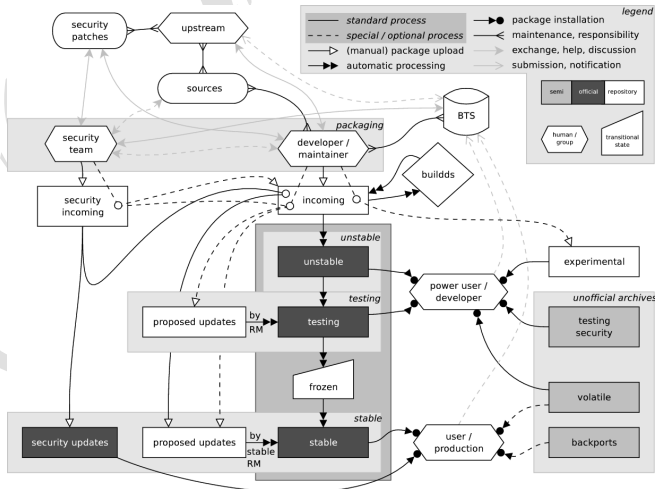 legend
standard process
special / optional process
(manual) package upload
automatic processing
package installation
maintenance, responsibility
exchange, help, discussion
submission, notification
semi
official
repository
human /
group
transitional
state
security
patches
upstream
sources
packaging
BTS
security
team
developer /
maintainer
buildds
security
incoming
incoming
unstable
unstable
experimental
power user /
developer
testing
unofficial archives
proposed updates
by
RM
testing
testing
security
frozen
volatile
stable
security updates
proposed updates
by
stable
RM
stable
user /
production
backports